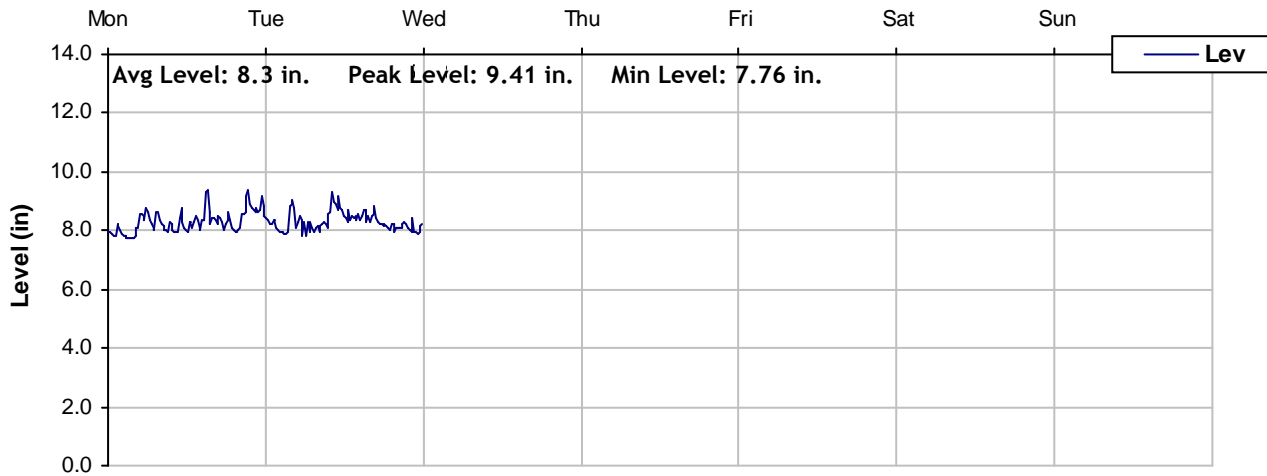 Mon Tue Wed Thu Fri Sat Sun
14.0
Lev
Avg Level: 8.3 in. Peak Level: 9.41 in. Min Level: 7.76 in.
12.0
10.0
8.0
6.0
4.0
2.0
0.0
Level (in)